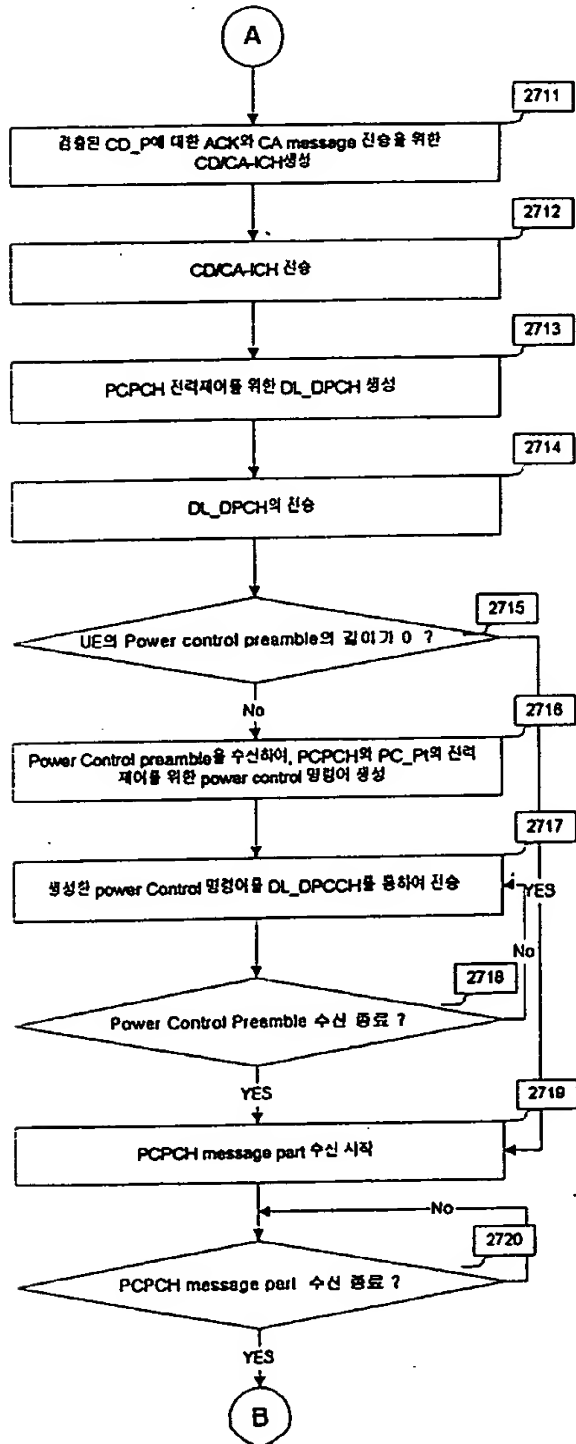 A
2711
검출된 CD_P에 대한 ACK와 CA message 전송을 위한
CD/CA-ICH생성
2712
CD/CA-ICH 전송
2713
PCPCH 전력제어를 위한 DL_DPCH 생성
2714
DL_DPCH의 전송
2715
UE의 Power control preamble의 길이가 0 ?
No
2716
Power Control preamble을 수신하여, PCPCH와 PC_P의 전력
제어를 위한 power control 명령어 생성
2717
생성한 power Control 명령어를 DL_DPCCH를 통하여 전송
YES
No
2718
Power Control Preamble 수신 종료 ?
YES
2719
PCPCH message part 수신 시작
No
2720
PCPCH message part 수신 종료 ?
YES
B